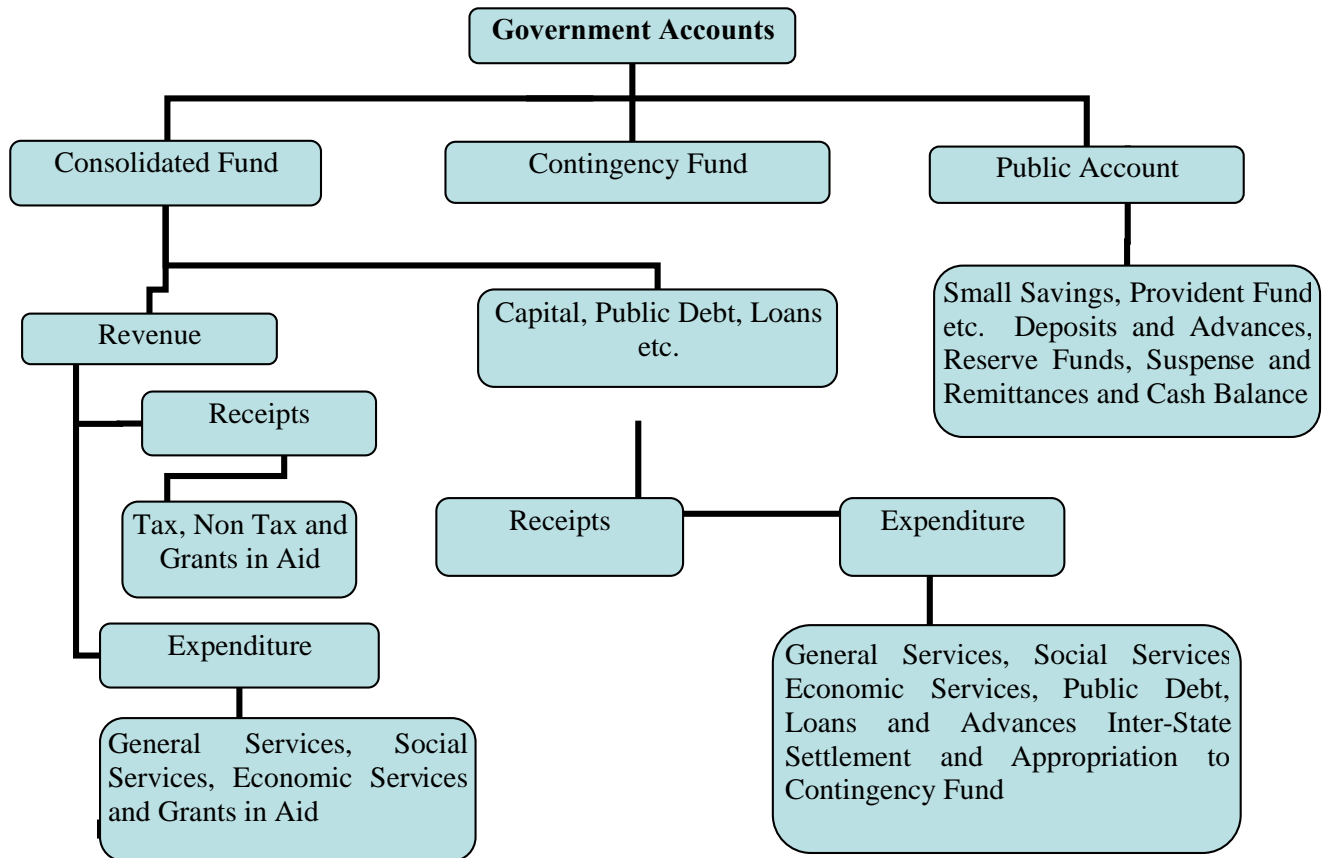 Government Accounts
Consolidated Fund
Contingency Fund
Public Account
Revenue
Capital, Public Debt, Loans
etc.
Small Savings, Provident Fund
etc. Deposits and Advances,
Reserve Funds, Suspense and
Remittances and Cash Balance
Receipts
Tax, Non Tax and
Grants in Aid
Receipts
Expenditure
Expenditure
General Services, Social
Services, Economic Services
and Grants in Aid
General Services, Social Services
Economic Services, Public Debt,
Loans and Advances Inter-State
Settlement and Appropriation to
Contingency Fund